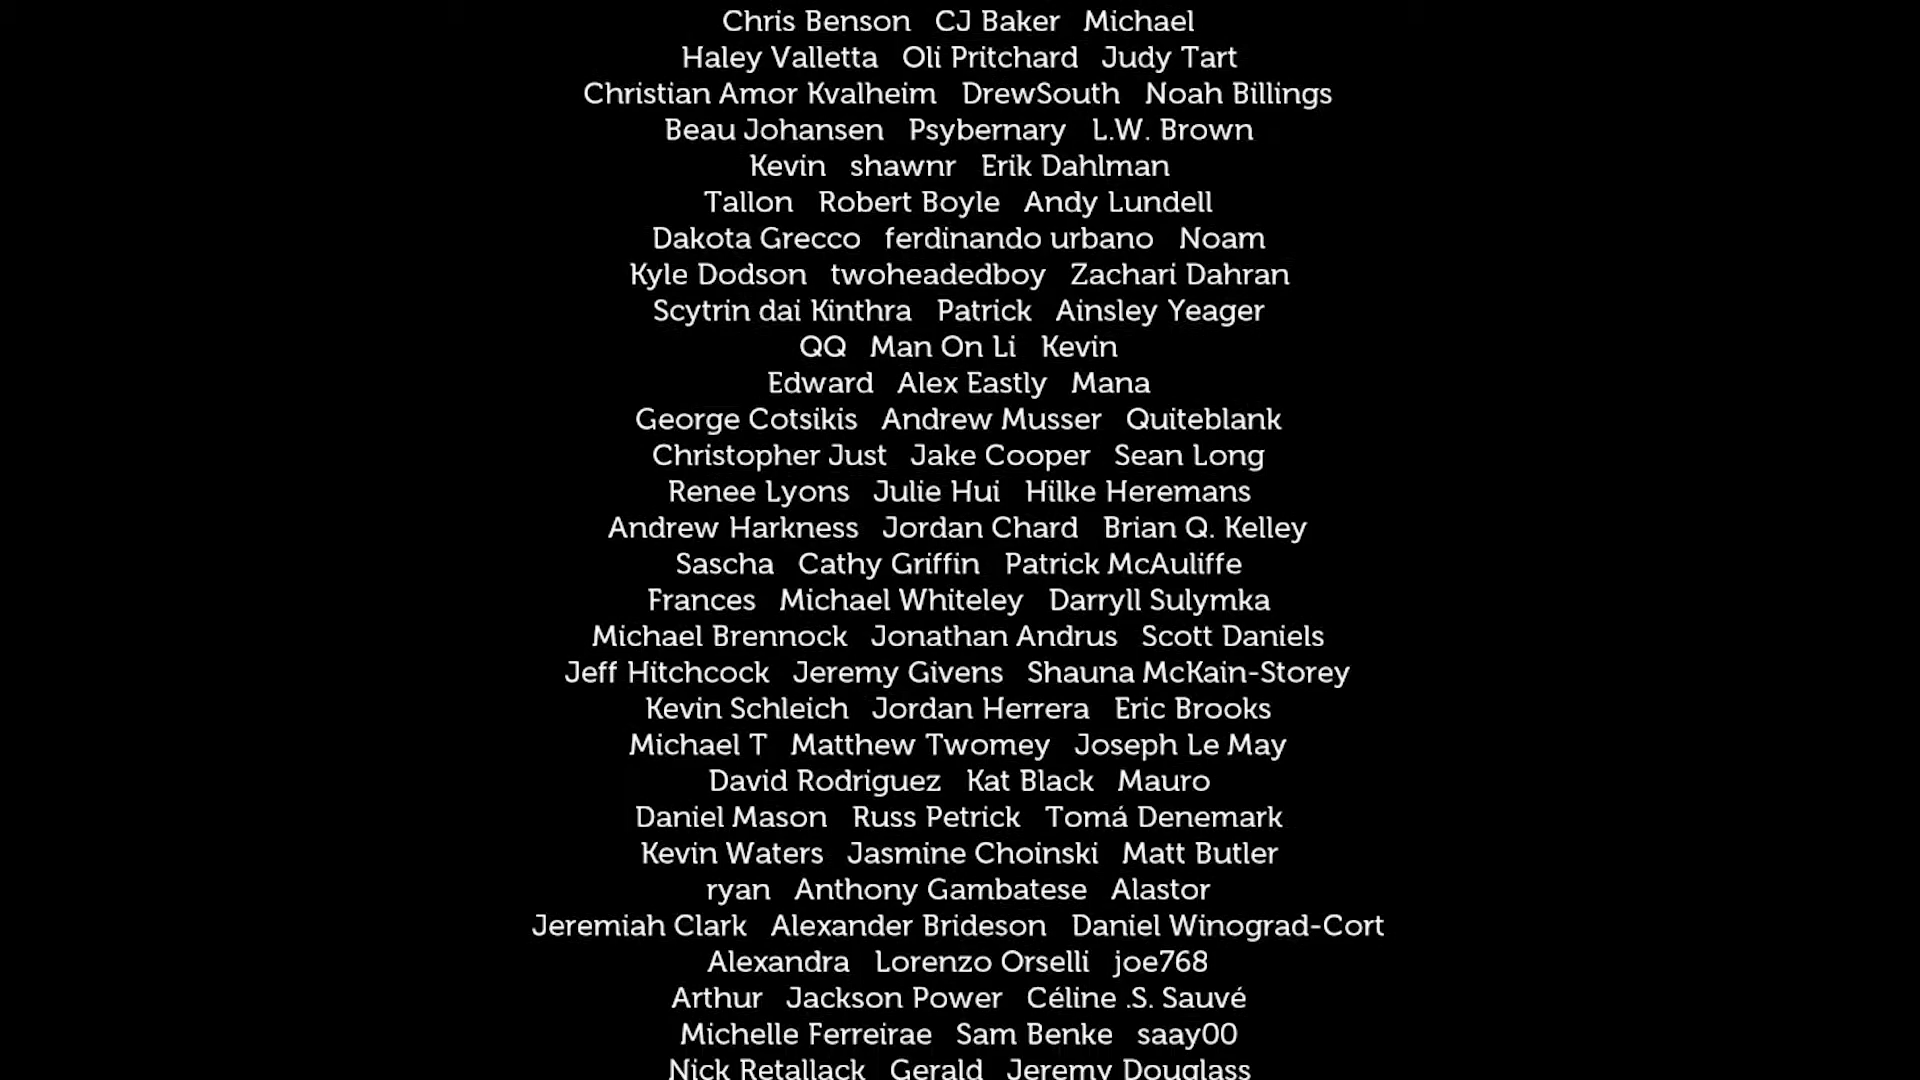 Chris Benson CJ Baker Michael
Haley Valletta Oli Pritchard Judy Tart
Christian Amor Kvalheim DrewSouth Noah Billings
Beau Johansen Psybernary L.W. Brown
Kevin shawnr Erik Dahlman
Tallon Robert Boyle Andy Lundell
Dakota Grecco ferdinando urbano Noam
Kyle Dodson twoheadedboy Zachari Dahran
Scytrin dai Kinthra Patrick Ainsley Yeager
QQ Man On Li Kevin
Edward Alex Eastly Mana
George Cotsikis Andrew Musser Quiteblank
Christopher Just Jake Cooper Sean Long
Renee Lyons Julie Hui Hilke Heremans
Andrew Harkness Jordan Chard Brian Q. Kelley
Sascha Cathy Griffin Patrick McAuliffe
Frances Michael Whiteley Darryll Sulymka
Michael Brennock Jonathan Andrus Scott Daniels
Jeff Hitchcock Jeremy Givens Shauna McKain-Storey
Kevin Schleich Jordan Herrera Eric Brooks
Michael T Matthew Twomey Joseph Le May
David Rodriguez Kat Black Mauro
Daniel Mason Russ Petrick Tomá Denemark
Kevin Waters Jasmine Choinski Matt Butler
ryan Anthony Gambatese Alastor
Jeremiah Clark Alexander Brideson Daniel Winograd-Cort
Alexandra Lorenzo Orselli joe768
Arthur Jackson Power Céline .S. Sauvé
Michelle Ferreirae Sam Benke saay00
Nick Retallack Gerald Jeremy Douglass